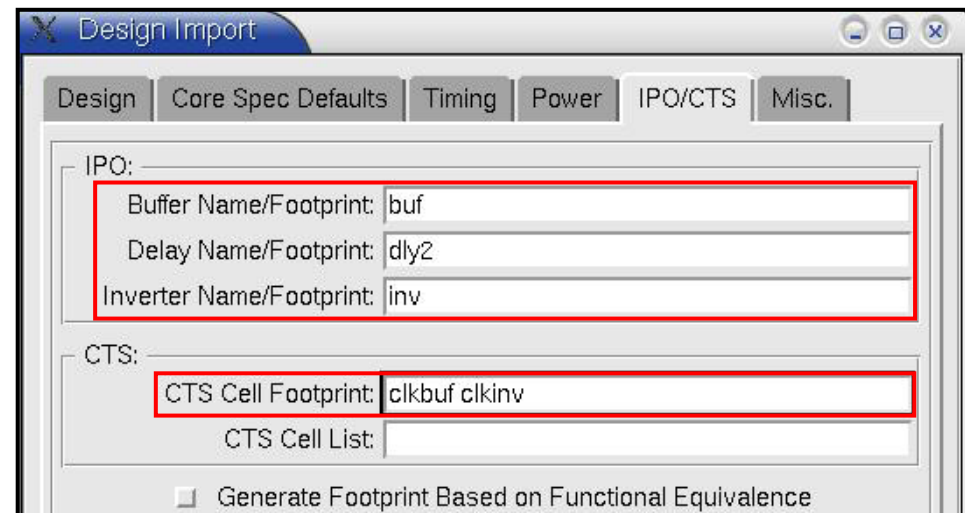 Design Import
Design Core Spec Defaults Timing Power IPO/CTS Misc.
IPO:
Buffer Name/Footprint: buf
Delay Name/Footprint: dly2
Inverter Name/Footprint: inv
CTS:
CTS Cell Footprint: clkbuf clkinv
CTS Cell List:
Generate Footprint Based on Functional Equivalence